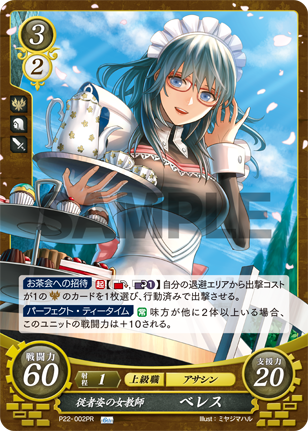 3
2
SAMPLE
お茶会への招待 起 自分の退避エリアから出撃コスト
が1の のカードを1枚選び、行動済みで出撃させる。
パーフェクト・ティータイム 常 味方が他に2体以上いる場合、
このユニットの戦闘力は+10される。
戦闘力
60
射程 1 上級職 アサシン
支援力
20
従者姿の女教師 ベレス
P22-002PR Illust:ミヤジマハル